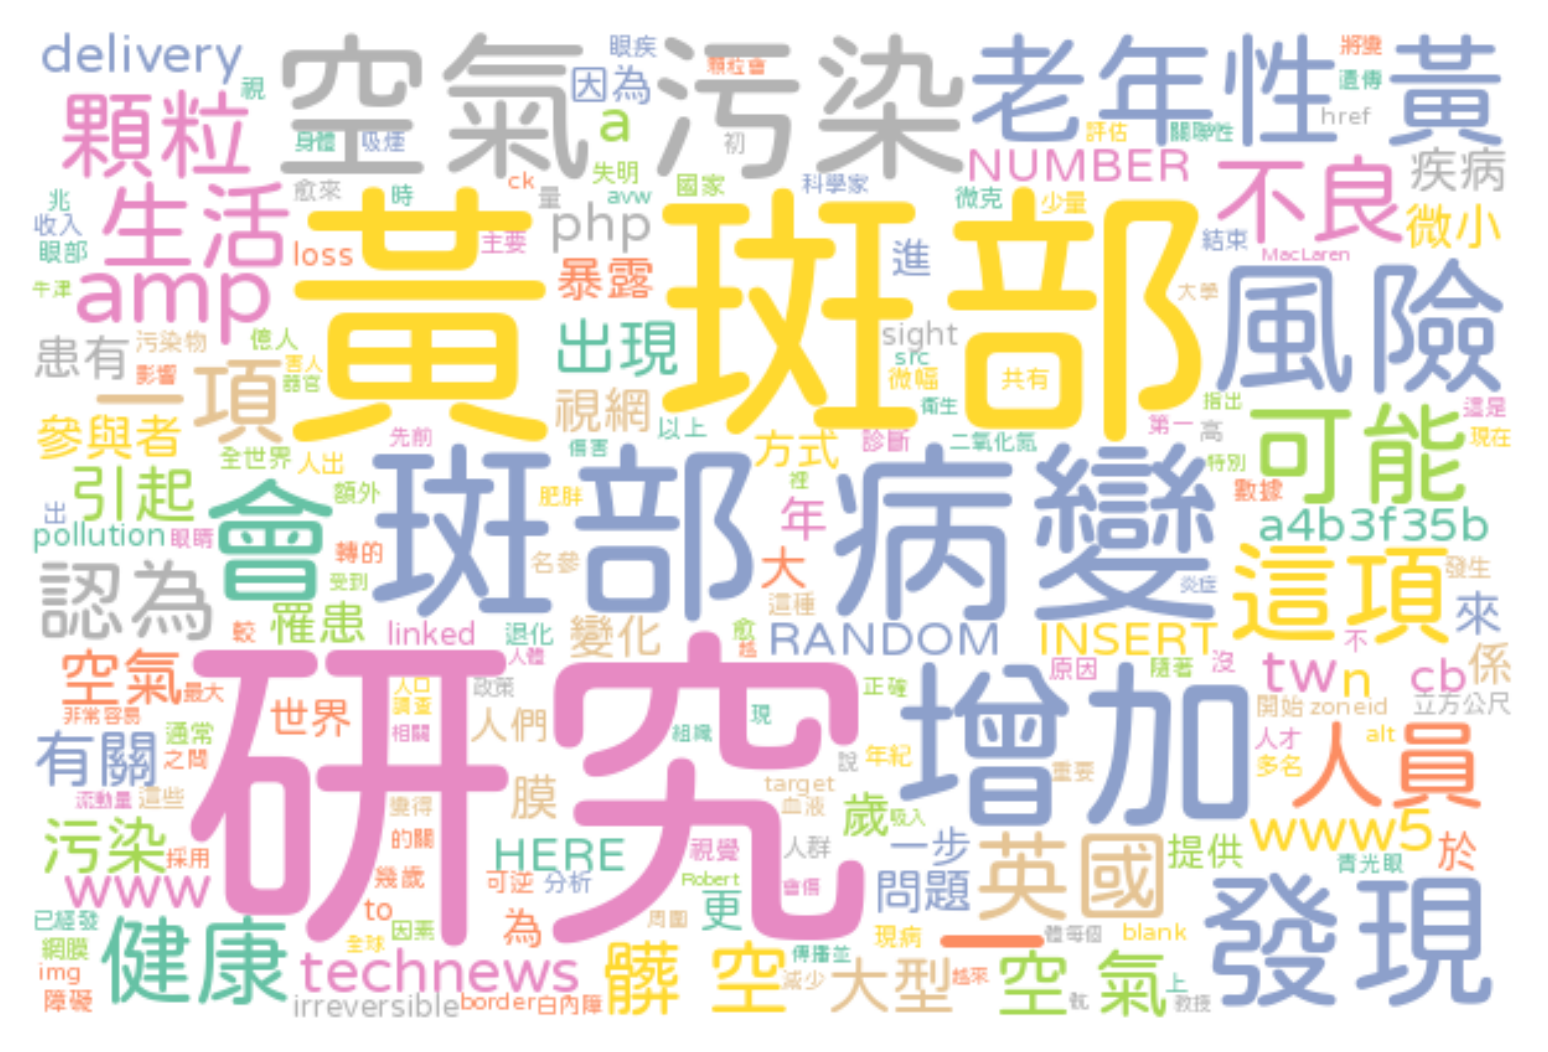 delivery
空氣污染
眼疾
顆粒會
老年性黃
將變
視
因為
遺傳
顆粒
a
href
身體
吸煙
初
評估
關聯性
NUMBER
不良
疾病
失明
ck
國家
科學家
兆
生活
愈來
時
量
avw
微克
少量
收入
php
微小
眼部
loss
黃斑部
主要
進
結束
MacLaren
暴露
風險
牛津
amp
大學
患有
污染物
億人
出現
sight
影響
害人
器官
src
微幅
共有
一項
視網
衛生
指出
這是
參與者
先前
傷害
以上
方式
診斷
二氧化氮
第一
高
可能
現在
全世界
人出
特別
引起
會
額外
斑部病變
肥胖
裡
數據
出
年
a4b3f35b
pollution
眼睛
轉的
名參
大
認為
受到
這種
炎症
這項
發生
來
較
罹患
linked
退化
變化
愈
越
RANDOM
INSERT
不
空氣
最大
研究
人體
原因
隨著
沒
twn
cb
係
非常容易
人口
調查
政策
正確
增加
開始
zoneid
立方公尺
世界
人們
組織
現
有關
通常
相關
人才
alt
人員
之間
說
年紀
重要
多名
流動量
這些
變得
膜
target
血液
歲
吸入
www5
污染
採用
的關
HERE
視覺
人群
一步
英國
提供
青光眼
於
www
幾歲
可逆
分析
Robert
會傷
問題
發現
已經發
健康
to
因素
為
周圍
更
現病
一
體每個
blank
網膜
全球
img
technews
髒空
傳播並
減少
大型
越來
空氣
上
障礙
irreversible
border
白內障
教授